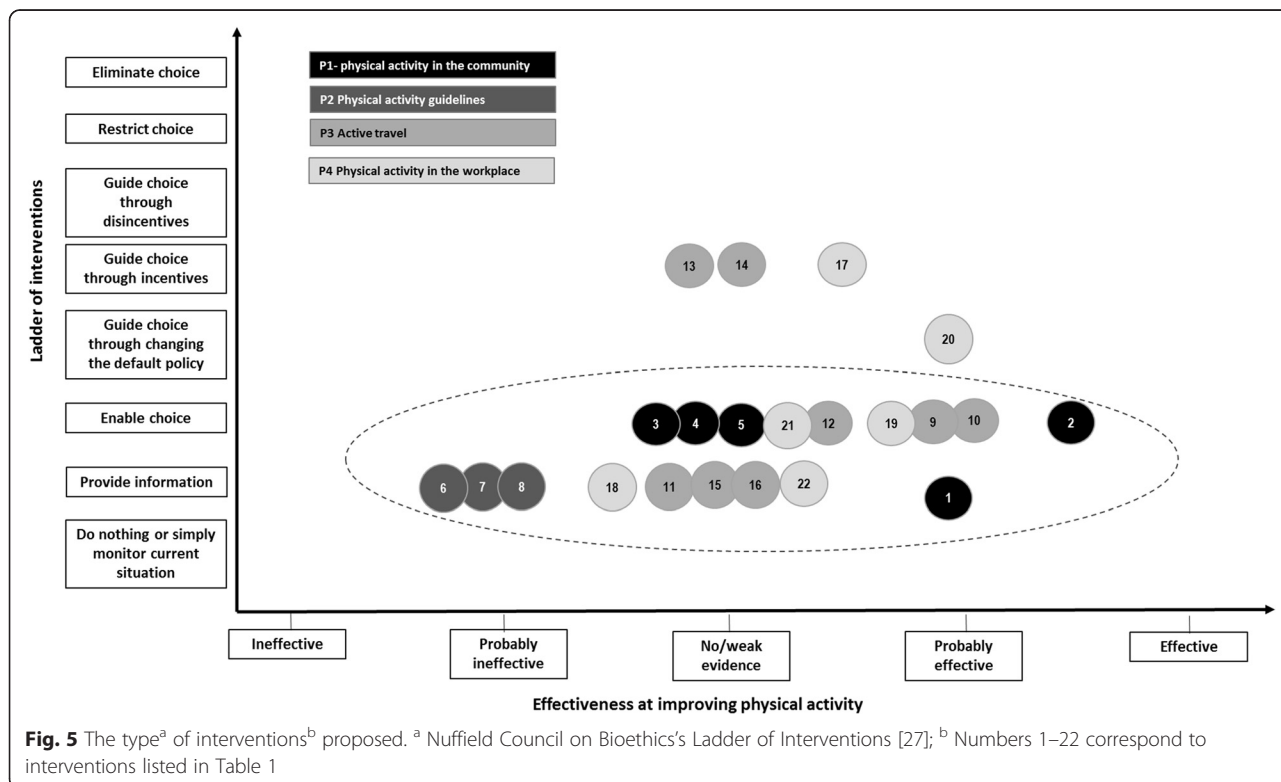 Ladder of interventions
Eliminate choice
Restrict choice
Guide choice
through
disincentives
Guide choice
through incentives
Guide choice
through changing
the default policy
Enable choice
Provide information
Do nothing or simply
monitor current
situation
P1- physical activity in the community
P2 Physical activity guidelines
P3 Active travel
P4 Physical activity in the workplace
13 14 17
20
3 4 5 21 12 19 9 10 2
6 7 8 18 11 15 16 22 1
Ineffective
Probably
ineffective
No/weak
evidence
Probably
effective
Effective
Effectiveness at improving physical activity
Fig. 5 The typeᵃ of interventionsᵇ proposed. ᵃ Nuffield Council on Bioethics's Ladder of Interventions [27]; ᵇ Numbers 1–22 correspond to
interventions listed in Table 1